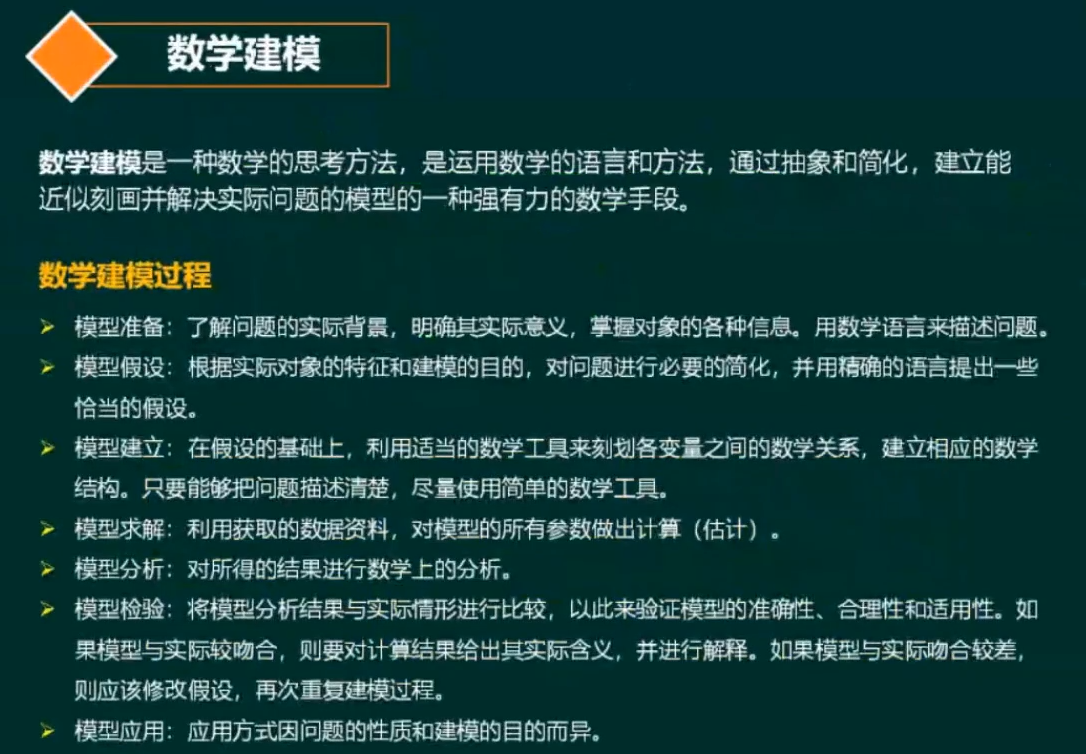 数学建模
数学建模是一种数学的思考方法，是运用数学的语言和方法，通过抽象和简化，建立能
近似刻画并解决实际问题的模型的一种强有力的数学手段。
数学建模过程
模型准备：了解问题的实际背景，明确其实际意义，掌握对象的各种信息。用数学语言来描述问题。
模型假设：根据实际对象的特征和建模的目的，对问题进行必要的简化，并用精确的语言提出一些
恰当的假设。
模型建立：在假设的基础上，利用适当的数学工具来刻划各变量之间的数学关系，建立相应的数学
结构。只要能够把问题描述清楚，尽量使用简单的数学工具。
模型求解：利用获取的数据资料，对模型的所有参数做出计算（估计）。
模型分析：对所得的结果进行数学上的分析。
模型检验：将模型分析结果与实际情形进行比较，以此来验证模型的准确性、合理性和适用性。如
果模型与实际较吻合，则要对计算结果给出其实际含义，并进行解释。如果模型与实际吻合较差，
则应该修改假设，再次重复建模过程。
模型应用：应用方式因问题的性质和建模的目的而异。